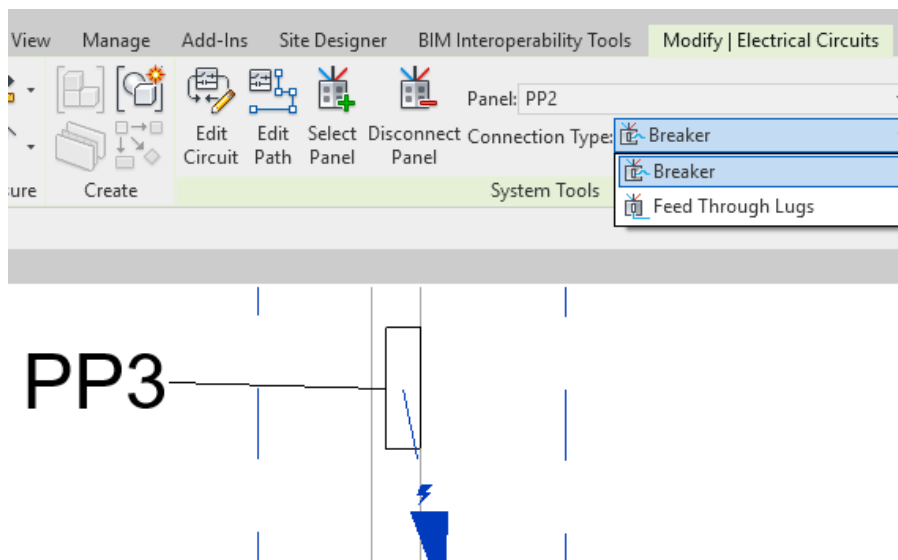 View Manage Add-Ins Site Designer BIM Interoperability Tools Modify | Electrical Circuits
Panel: PP2
Edit Circuit
Edit Path
Select Panel
Disconnect Panel
Connection Type: Breaker
Breaker
Feed Through Lugs
ure Create System Tools
PP3